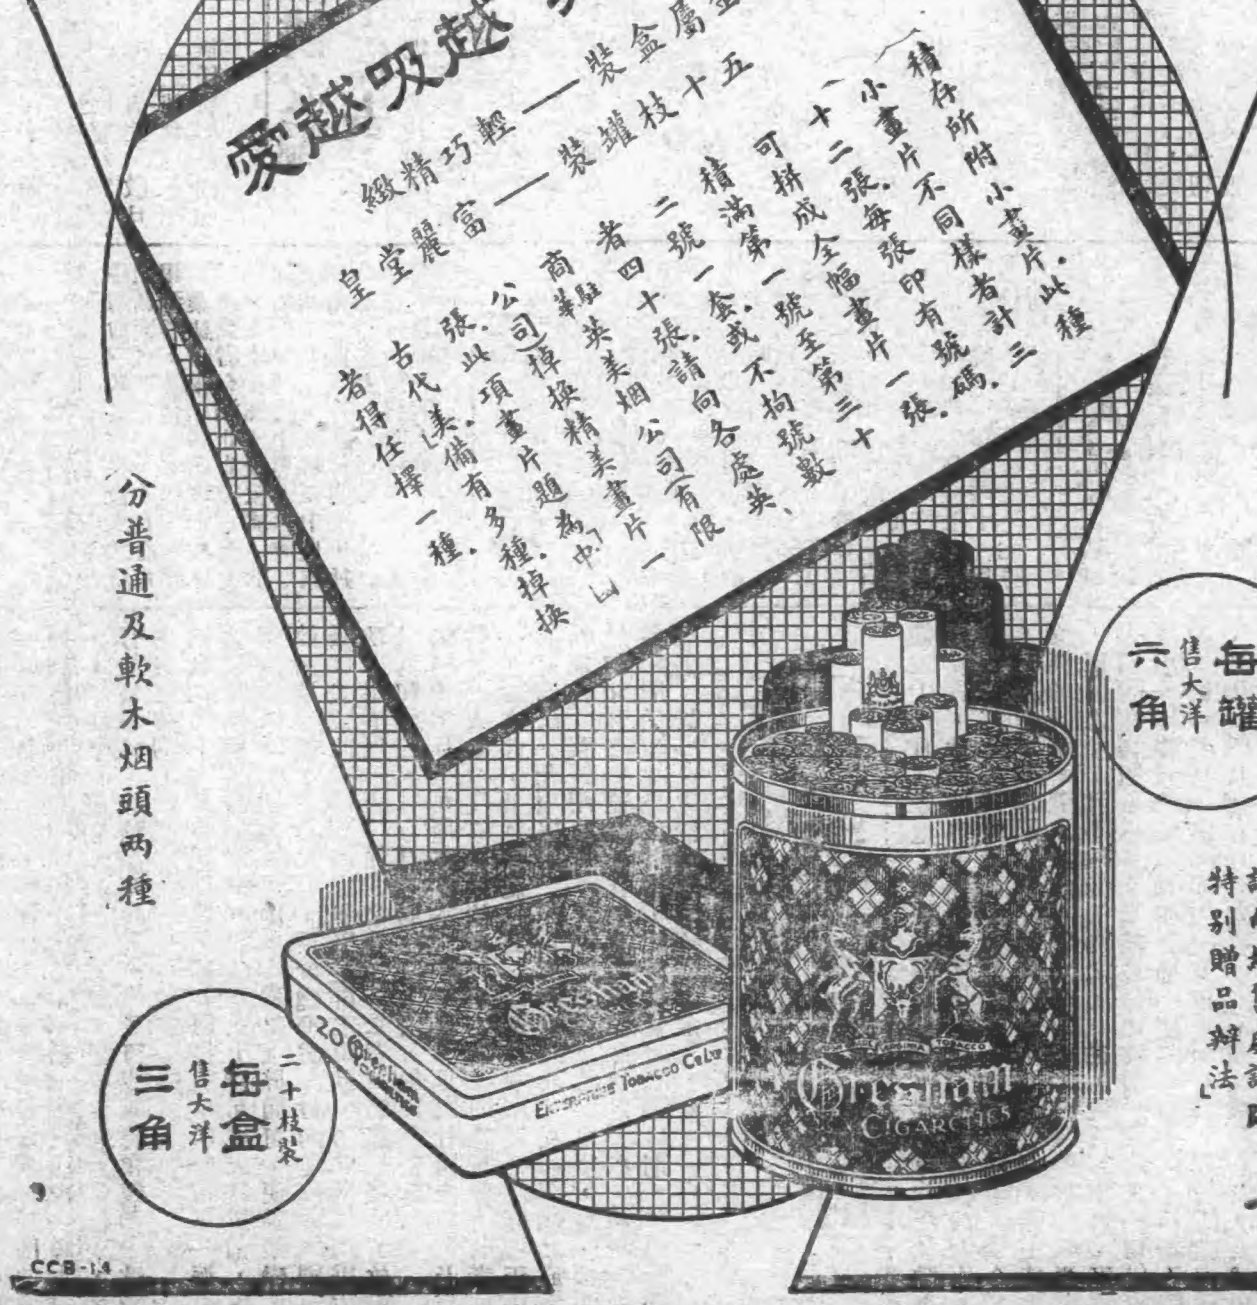 越吸越愛
金屬盒裝——輕巧精緻
五十枝罐裝——富麗堂皇
積存所附小畫片.此種
小畫片不同樣者計三
十二張.每張印有號碼.
可拼成全幅畫片一張.
積滿第一號至第三十
二號一套.或不拘號數
者四十張.請向各處英
商駐華英美烟公司(有限
公司)掉換精美畫片一
張.此項畫片題為「中
古代美」.備有多種.掉換
者得任擇一種.
每罐
售大洋
六角
特別贈品辦法」
分普通及軟木烟頭兩種
二十枝裝
每盒
售大洋
三角
Gresham
20 Gresham
ENTERPRISE TOBACCO Co LTD
VIRGINIA TOBACCO
Gresham
CIGARETTES
CCB-14